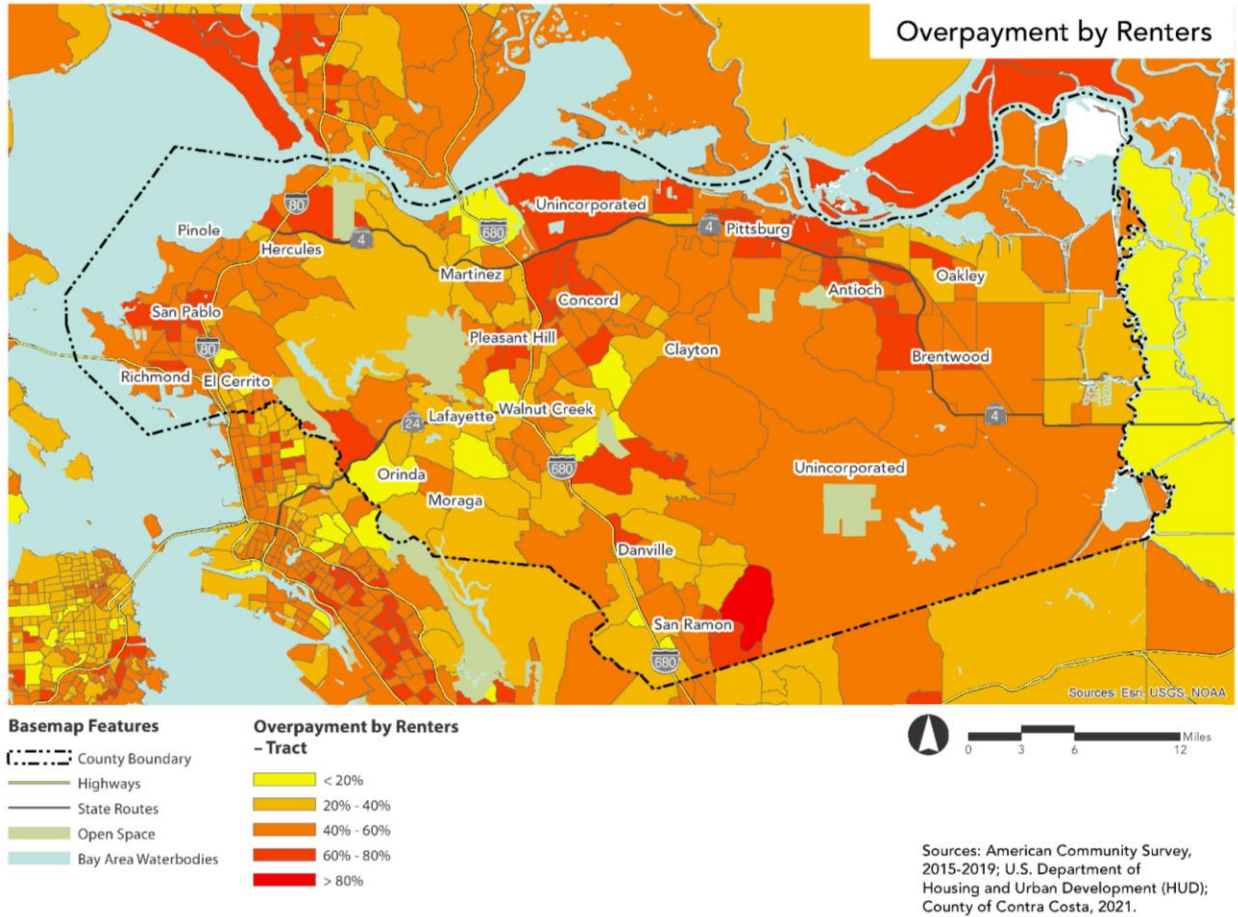 Overpayment by Renters
80
Unincorporated
Pinole
4
680
4
Pittsburg
Hercules
Martinez
Oakley
Antioch
Concord
San Pablo
Pleasant Hill
80
Clayton
Brentwood
Richmond
El Cerrito
Lafayette
Walnut Creek
24
4
680
Unincorporated
Orinda
Moraga
Danville
San Ramon
680
Sources: Esri, USGS, NOAA
Basemap Features
County Boundary
Highways
State Routes
Open Space
Bay Area Waterbodies
Overpayment by Renters
– Tract
< 20%
20% - 40%
40% - 60%
60% - 80%
> 80%
Miles
0 3 6 12
Sources: American Community Survey,
2015-2019; U.S. Department of
Housing and Urban Development (HUD);
County of Contra Costa, 2021.